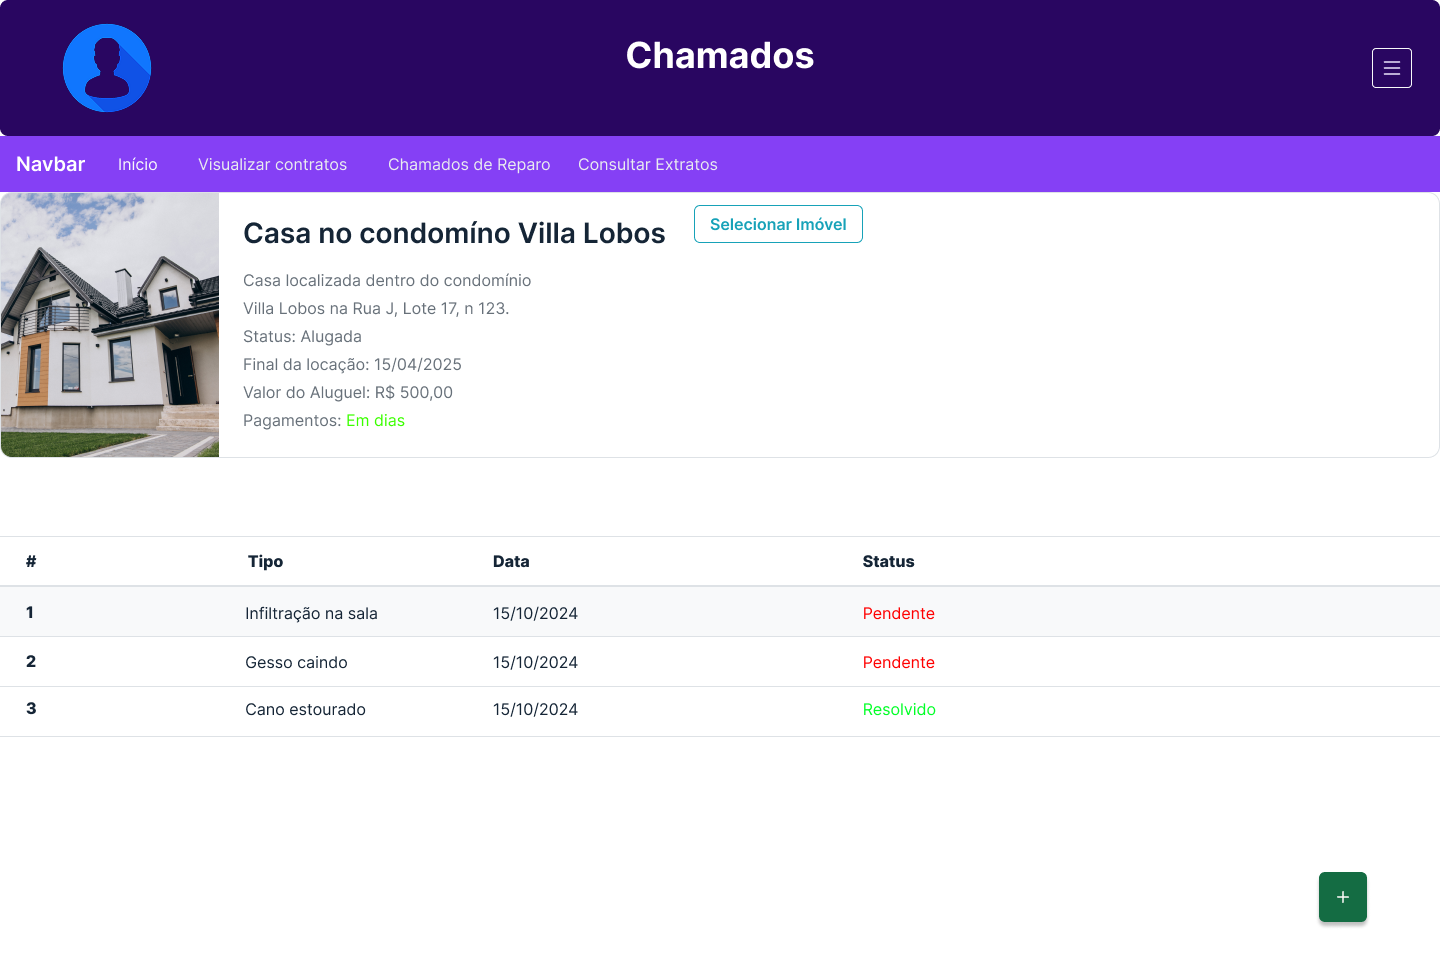 Chamados
Navbar Início Visualizar contratos Chamados de Reparo Consultar Extratos
Casa no condomíno Villa Lobos
Selecionar Imóvel
Casa localizada dentro do condomínio
Villa Lobos na Rua J, Lote 17, n 123.
Status: Alugada
Final da locação: 15/04/2025
Valor do Aluguel: R$ 500,00
Pagamentos: Em dias
# Tipo Data Status
1 Infiltração na sala 15/10/2024 Pendente
2 Gesso caindo 15/10/2024 Pendente
3 Cano estourado 15/10/2024 Resolvido
+